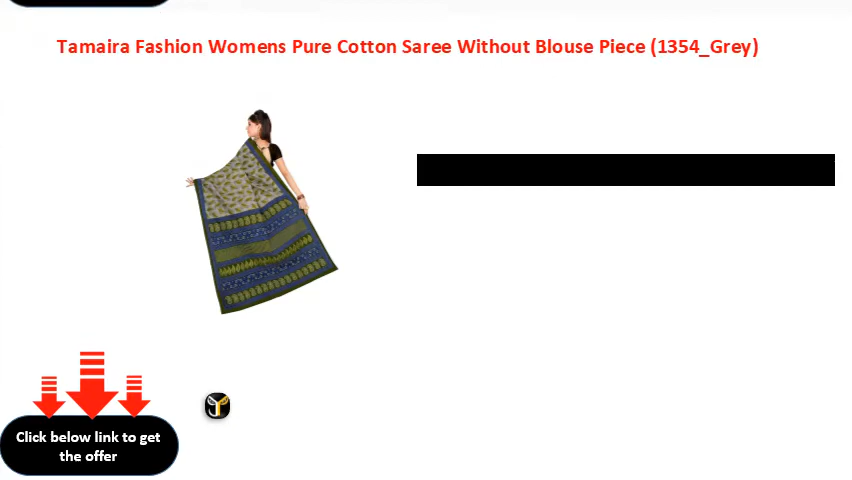 Tamaira Fashion Womens Pure Cotton Saree Without Blouse Piece (1354_Grey)
Click below link to get
the offer